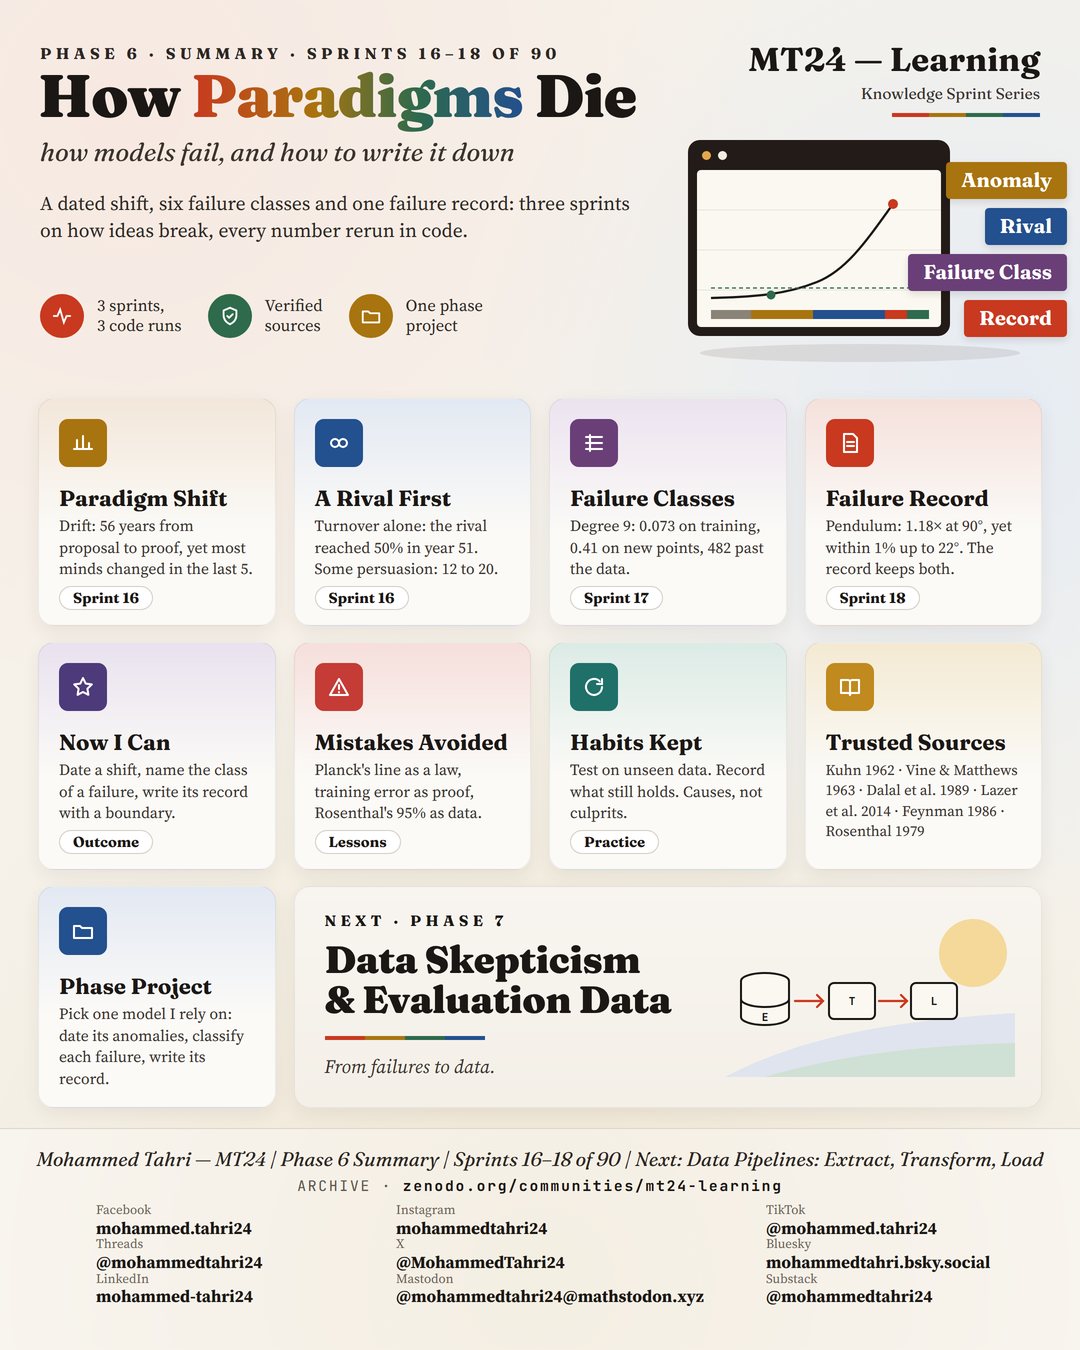 PHASE 6 · SUMMARY · SPRINTS 16–18 OF 90
How Paradigms Die
how models fail, and how to write it down
A dated shift, six failure classes and one failure record: three sprints
on how ideas break, every number rerun in code.
3 sprints,
3 code runs
Verified
sources
One phase
project
MT24 — Learning
Knowledge Sprint Series
Anomaly
Rival
Failure Class
Record
Paradigm Shift
Drift: 56 years from
proposal to proof, yet most
minds changed in the last 5.
Sprint 16
A Rival First
Turnover alone: the rival
reached 50% in year 51.
Some persuasion: 12 to 20.
Sprint 16
Failure Classes
Degree 9: 0.073 on training,
0.41 on new points, 482 past
the data.
Sprint 17
Failure Record
Pendulum: 1.18× at 90°, yet
within 1% up to 22°. The
record keeps both.
Sprint 18
Now I Can
Date a shift, name the class
of a failure, write its record
with a boundary.
Outcome
Mistakes Avoided
Planck's line as a law,
training error as proof,
Rosenthal's 95% as data.
Lessons
Habits Kept
Test on unseen data. Record
what still holds. Causes, not
culprits.
Practice
Trusted Sources
Kuhn 1962 · Vine & Matthews
1963 · Dalal et al. 1989 · Lazer
et al. 2014 · Feynman 1986 ·
Rosenthal 1979
Phase Project
Pick one model I rely on:
date its anomalies, classify
each failure, write its
record.
NEXT · PHASE 7
Data Skepticism
& Evaluation Data
From failures to data.
E
T
L
Mohammed Tahri — MT24 | Phase 6 Summary | Sprints 16–18 of 90 | Next: Data Pipelines: Extract, Transform, Load
ARCHIVE · zenodo.org/communities/mt24-learning
Facebook
mohammed.tahri24
Threads
@mohammedtahri24
LinkedIn
mohammed-tahri24
Instagram
mohammedtahri24
X
@MohammedTahri24
Mastodon
@mohammedtahri24@mathstodon.xyz
TikTok
@mohammed.tahri24
Bluesky
mohammedtahri.bsky.social
Substack
@mohammedtahri24